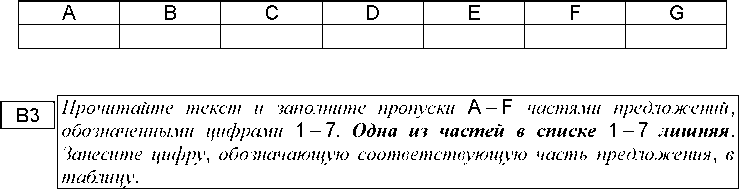 A B C D E F G
B3
Прочитайте текст и заполните пропуски A – F частями предложений,
обозначенными цифрами 1 – 7. Одна из частей в списке 1 – 7 лишняя.
Занесите цифру, обозначающую соответствующую часть предложения, в
таблицу.